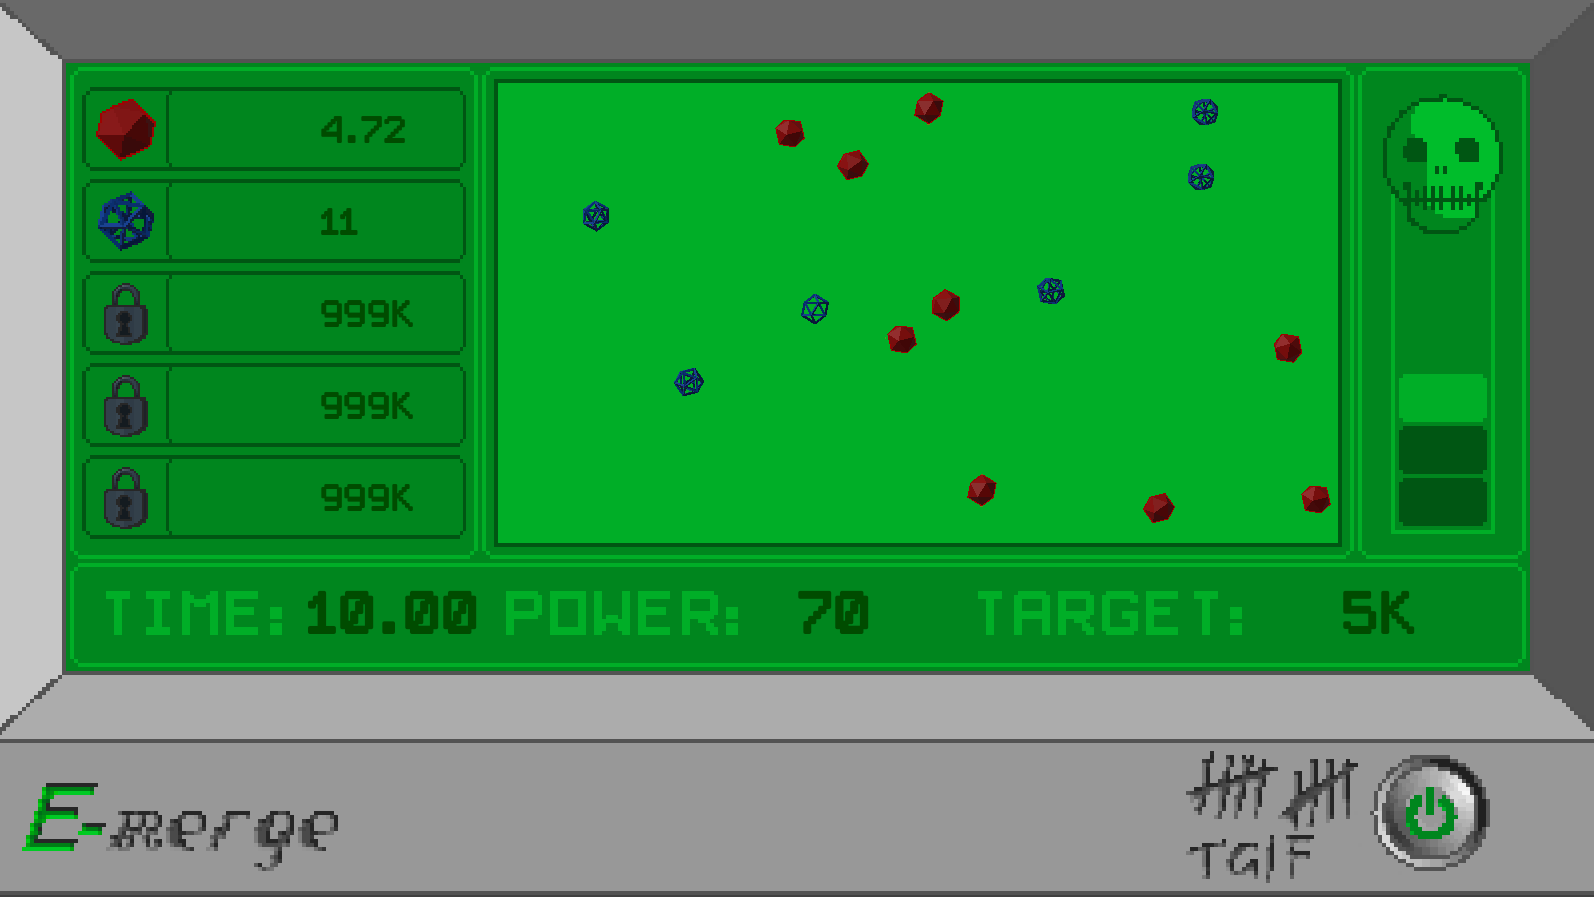 4.72
11
999K
999K
999K
TIME: 10.00 POWER: 70 TARGET: 5K
E-merge
TGIF